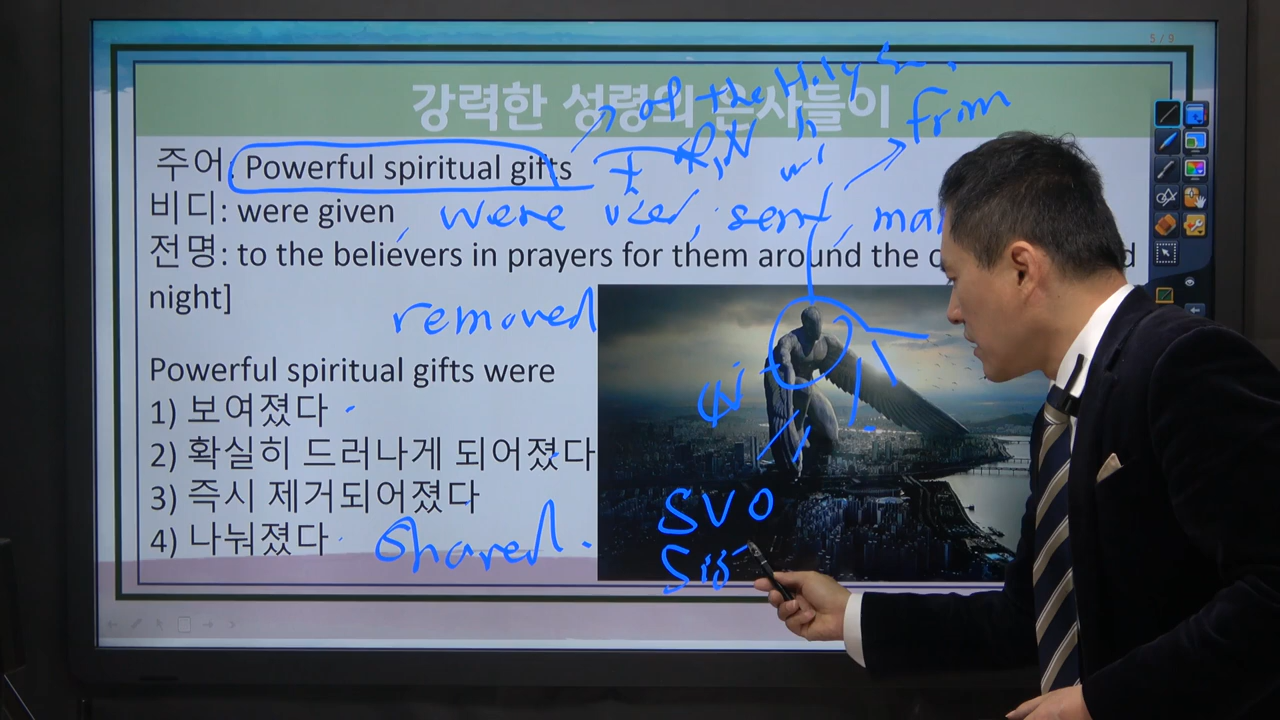 5/9
강력한 성령의 은사들이
of the Holy
from
주어: Powerful spiritual gifts
비디: were given
were used, sent, ma
전명: to the believers in prayers for them around the
night]
removed
Powerful spiritual gifts were
1) 보여졌다
2) 확실히 드러나게 되어졌다
3) 즉시 제거되어졌다
4) 나눠졌다
shared.
SVO